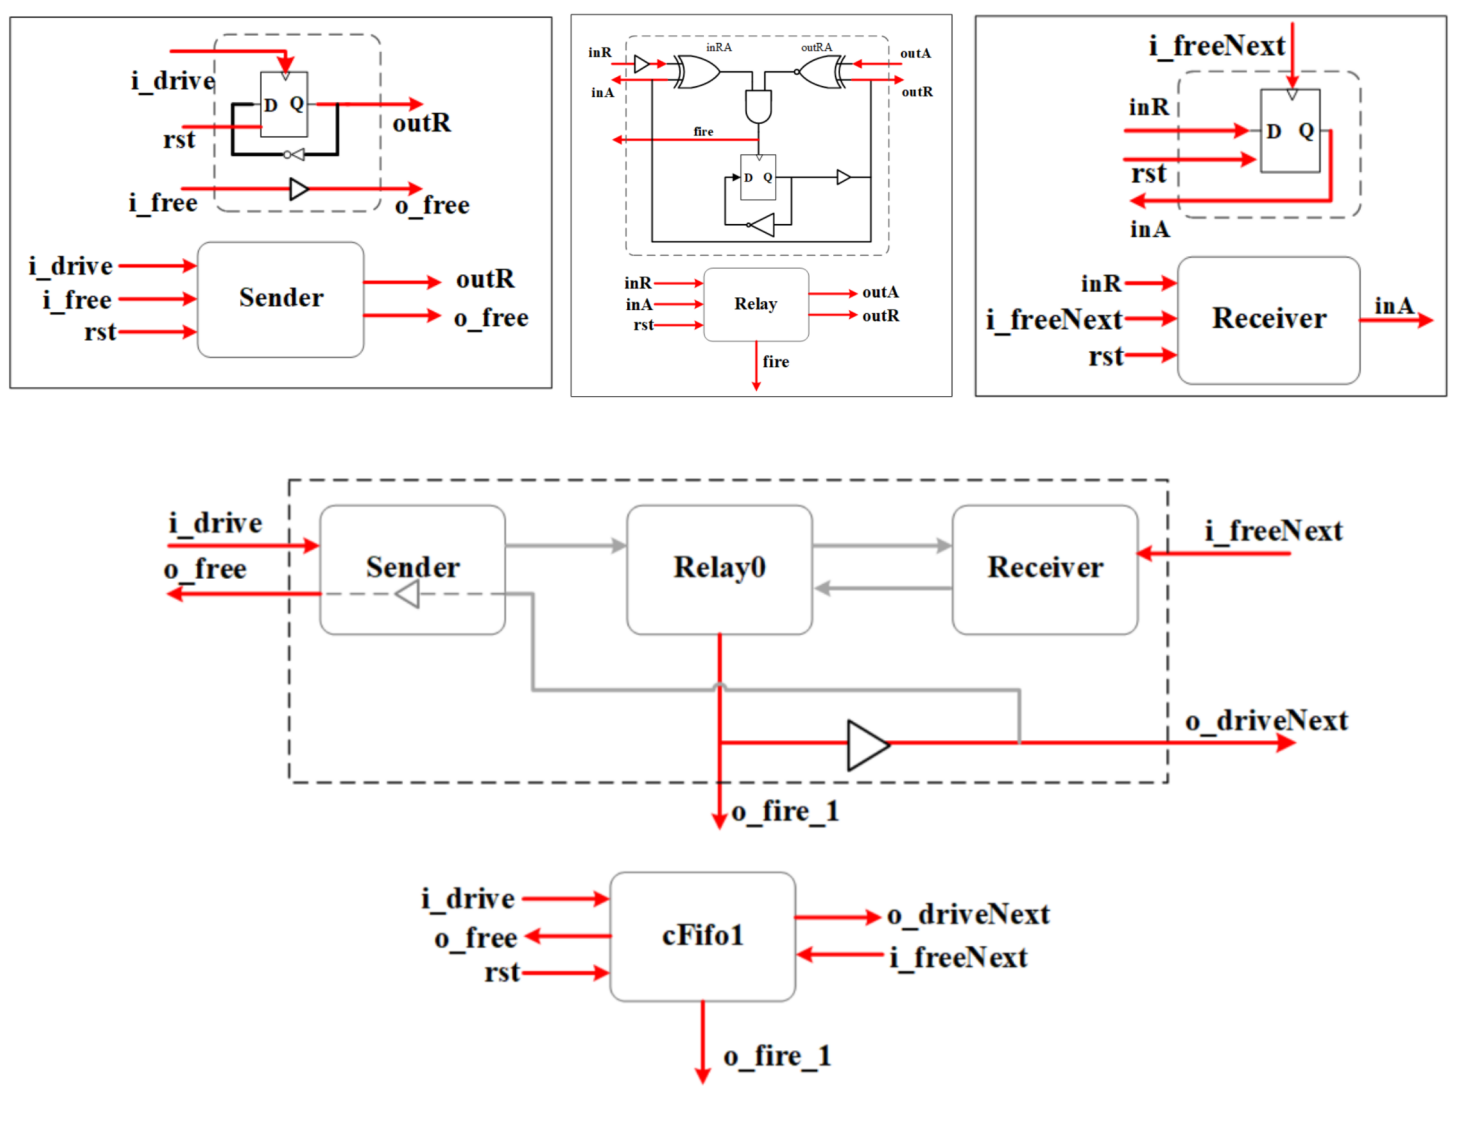 i_drive
D Q
outR
rst
i_free
o_free
i_drive
i_free
rst
Sender
outR
o_free
inR
inRA
outRA
outA
inA
outR
fire
D Q
inR
inA
rst
Relay
outA
outR
fire
i_freeNext
inR
D Q
rst
inA
inR
i_freeNext
rst
Receiver
inA
i_drive
o_free
Sender
Relay0
Receiver
i_freeNext
o_driveNext
o_fire_1
i_drive
o_free
rst
cFifo1
o_driveNext
i_freeNext
o_fire_1